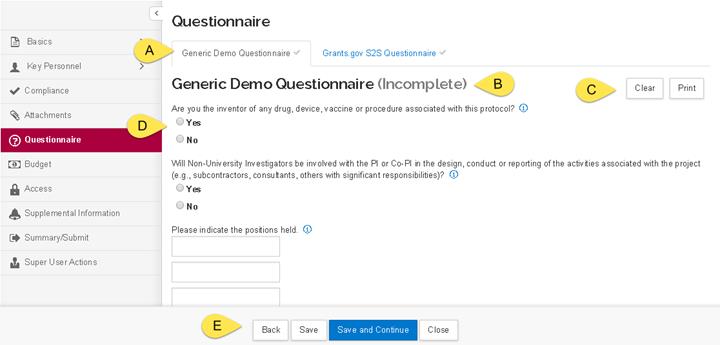 Questionnaire
Basics
Key Personnel
Compliance
Attachments
Questionnaire
Budget
Access
Supplemental Information
Summary/Submit
Super User Actions
A
Generic Demo Questionnaire
Grants.gov S2S Questionnaire
Generic Demo Questionnaire (Incomplete)
B
C
Clear
Print
Are you the inventor of any drug, device, vaccine or procedure associated with this protocol?
D
Yes
No
Will Non-University Investigators be involved with the PI or Co-PI in the design, conduct or reporting of the activities associated with the project
(e.g., subcontractors, consultants, others with significant responsibilities)?
Yes
No
Please indicate the positions held.
E
Back
Save
Save and Continue
Close